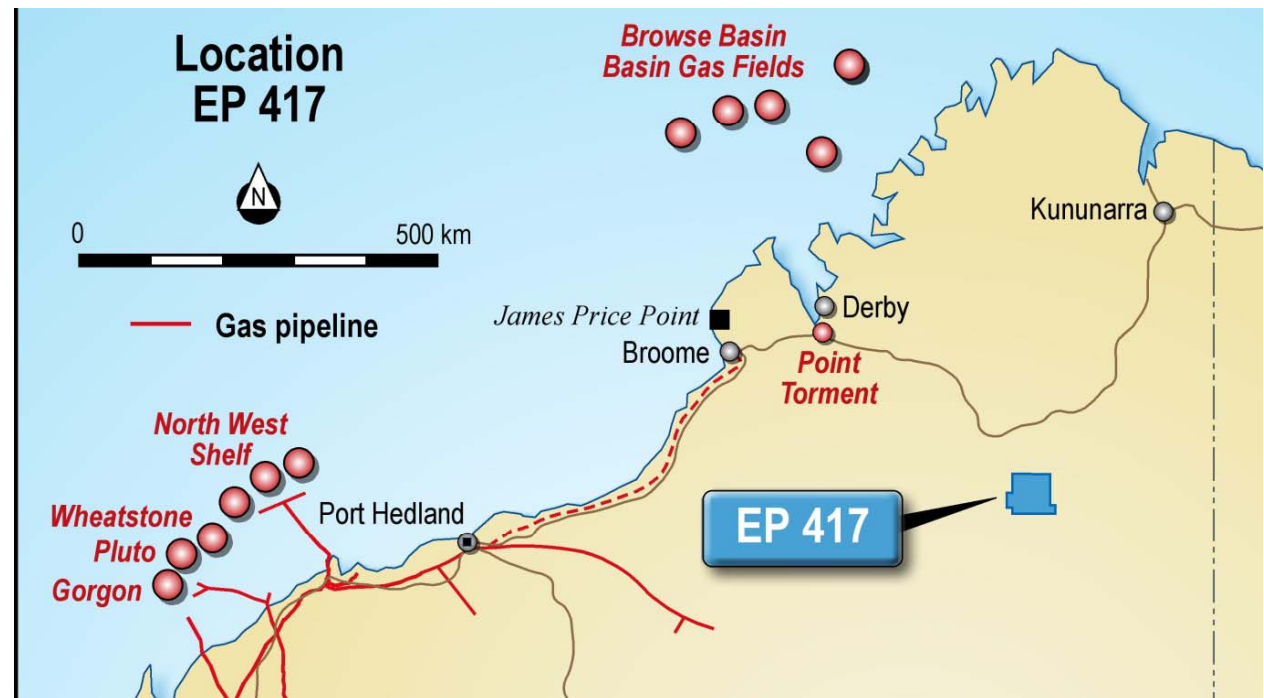 Location
EP 417
N
0
500 km
Gas pipeline
Browse Basin
Basin Gas Fields
Kununarra
James Price Point
Derby
Broome
Point
Torment
North West
Shelf
Wheatstone
Pluto
Gorgon
Port Hedland
EP 417